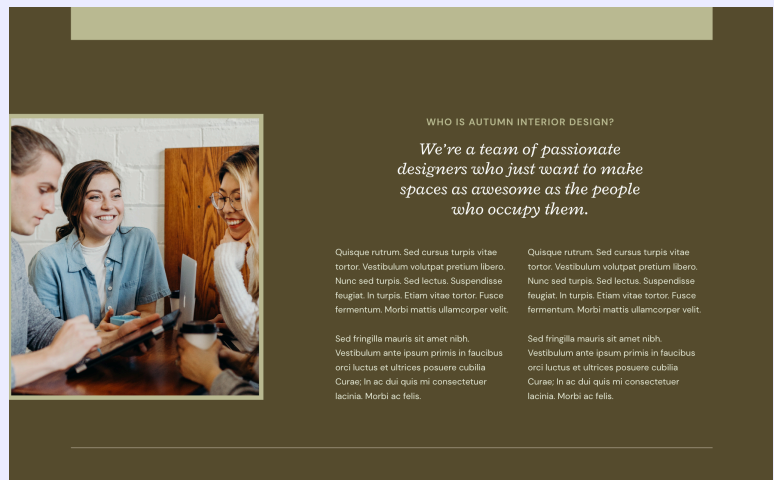 WHO IS AUTUMN INTERIOR DESIGN?
We're a team of passionate
designers who just want to make
spaces as awesome as the people
who occupy them.
Quisque rutrum. Sed cursus turpis vitae
tortor. Vestibulum volutpat pretium libero.
Nunc sed turpis. Sed lectus. Suspendisse
feugiat. In turpis. Etiam vitae tortor. Fusce
fermentum. Morbi mattis ullamcorper velit.
Sed fringilla mauris sit amet nibh.
Vestibulum ante ipsum primis in faucibus
orci luctus et ultrices posuere cubilia
Curae; In ac dui quis mi consectetuer
lacinia. Morbi ac felis.
Quisque rutrum. Sed cursus turpis vitae
tortor. Vestibulum volutpat pretium libero.
Nunc sed turpis. Sed lectus. Suspendisse
feugiat. In turpis. Etiam vitae tortor. Fusce
fermentum. Morbi mattis ullamcorper velit.
Sed fringilla mauris sit amet nibh.
Vestibulum ante ipsum primis in faucibus
orci luctus et ultrices posuere cubilia
Curae; In ac dui quis mi consectetuer
lacinia. Morbi ac felis.